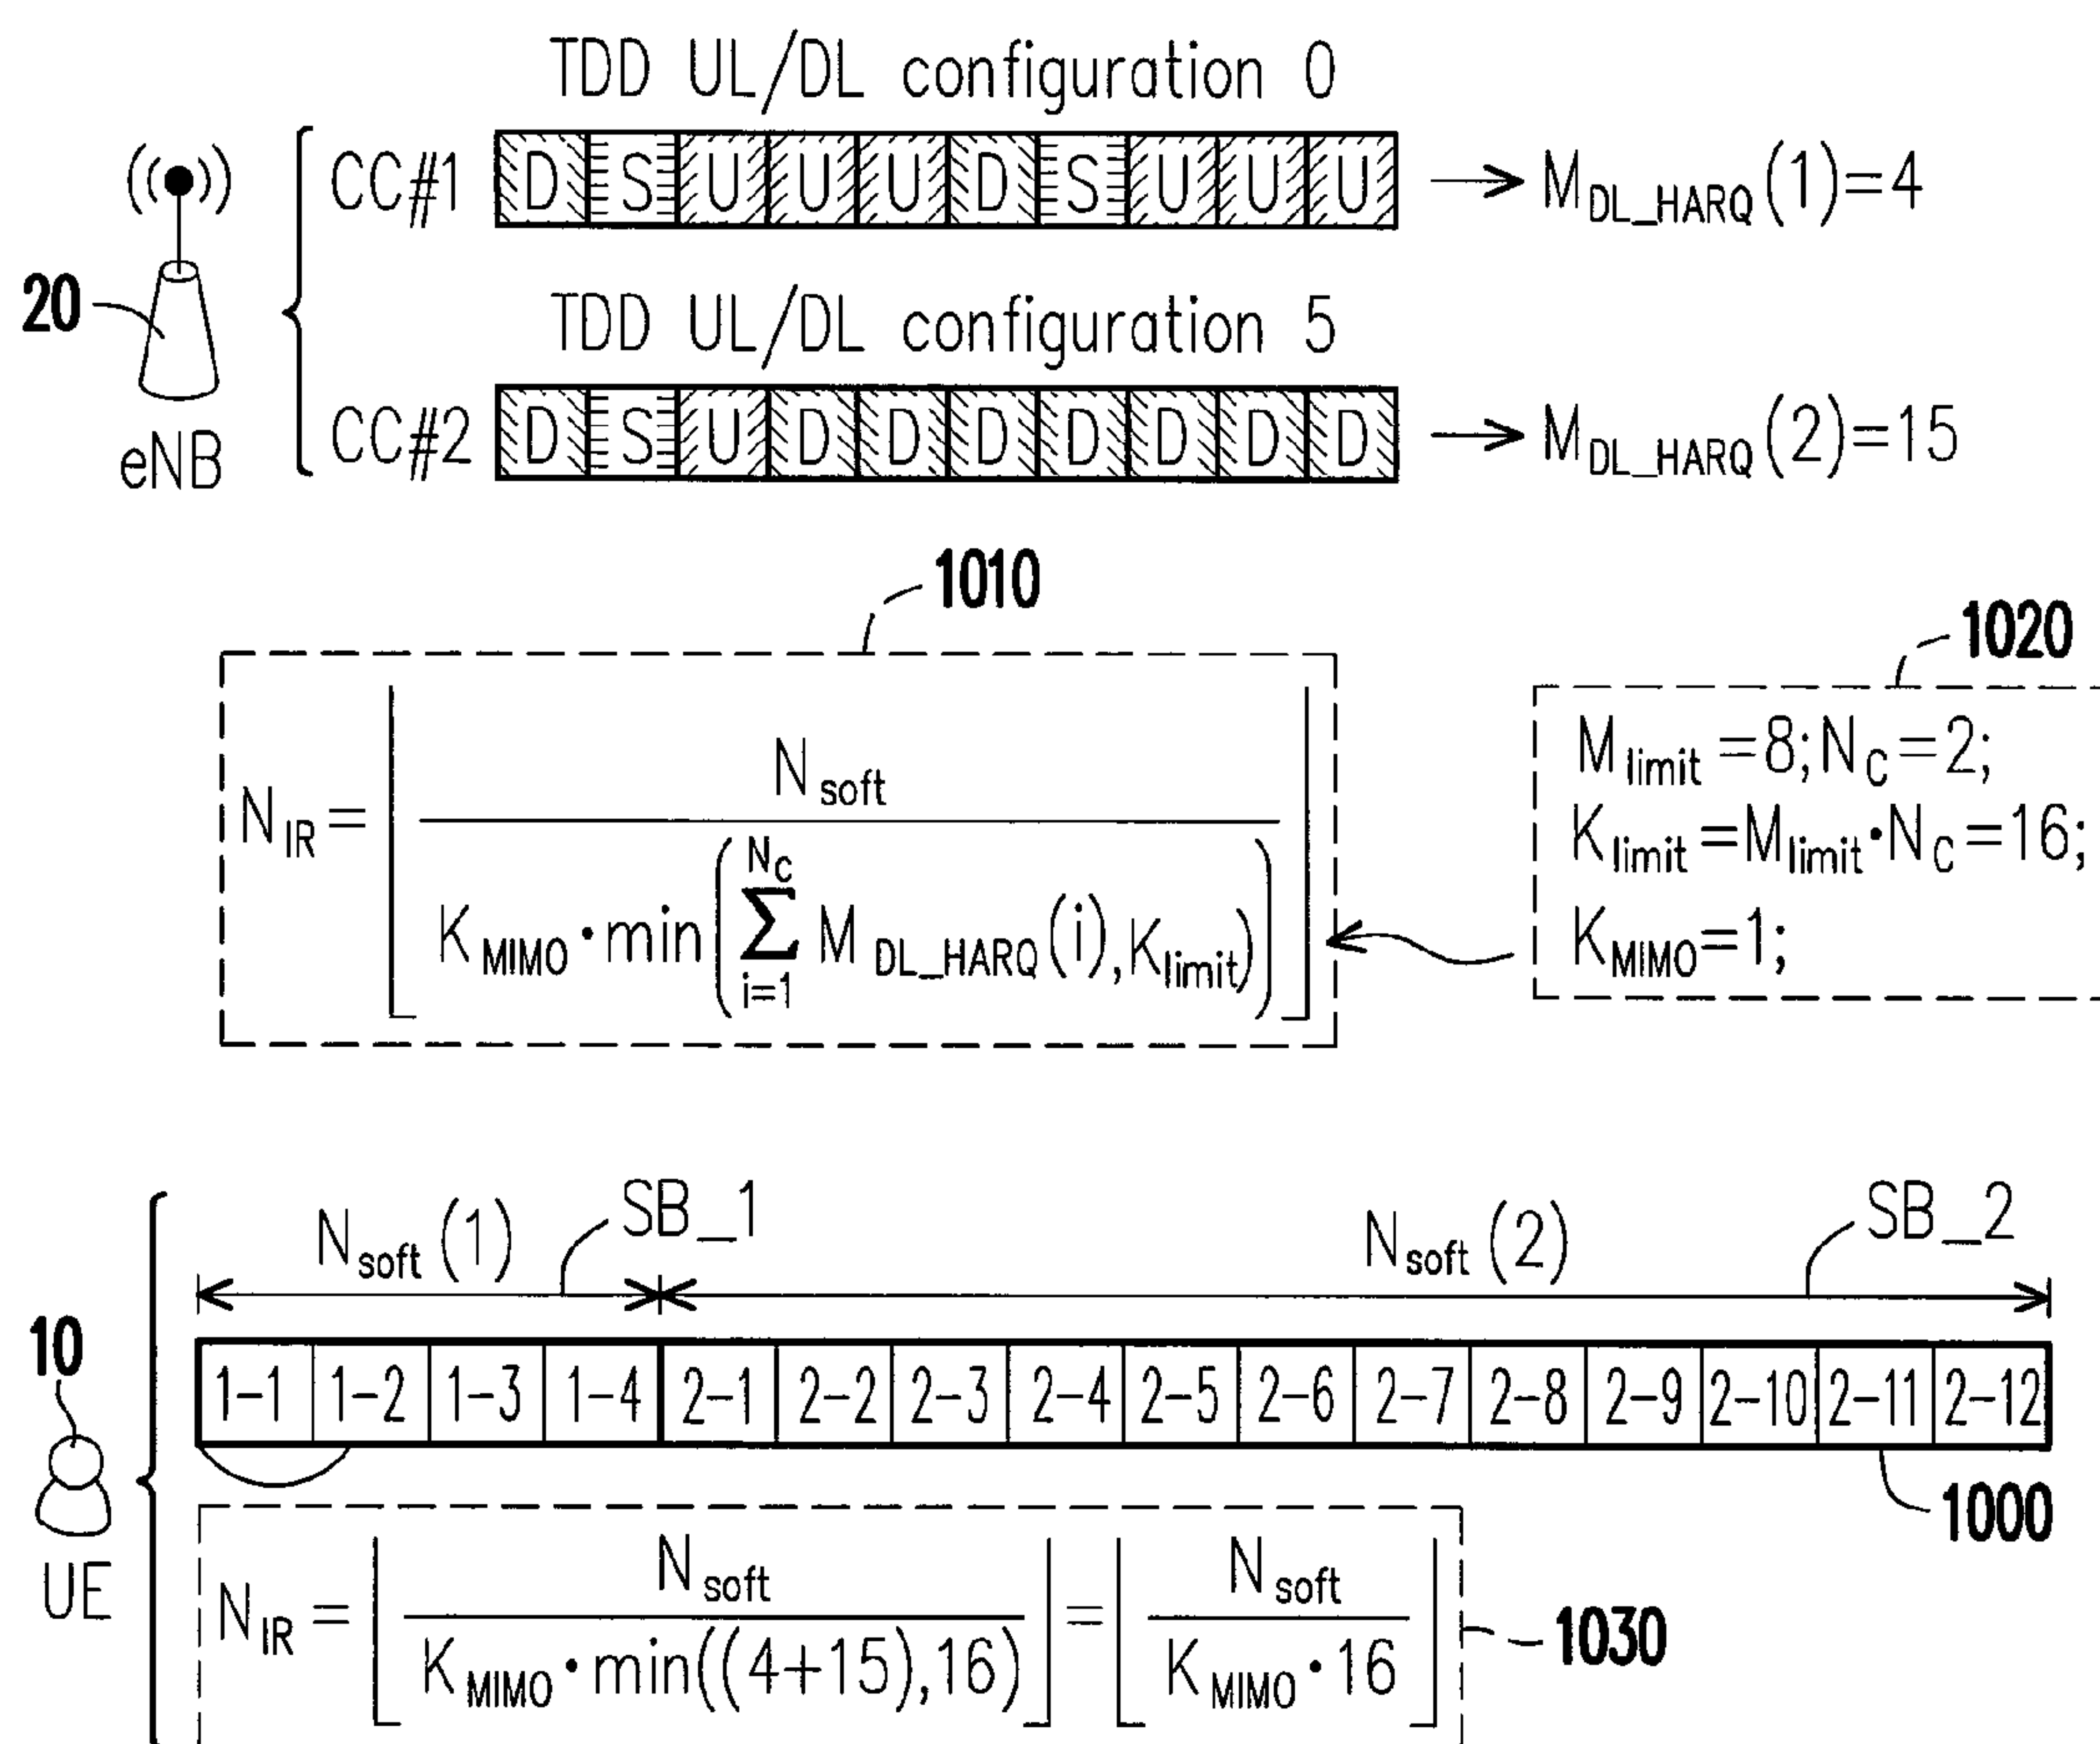 TDD UL/DL configuration 0
CC#1 D S U U U D S U U U M_DL_HARQ(1)=4
20
TDD UL/DL configuration 5
CC#2 D S U D D D D D D D M_DL_HARQ(2)=15
eNB
1010
1020
N_IR = ⌊ N_soft / K_MIMO · min( Σ_{i=1}^{N_C} M_DL_HARQ(i), K_limit ) ⌋
M_limit =8; N_C =2;
K_limit = M_limit · N_C =16;
K_MIMO =1;
N_soft(1) SB_1 N_soft(2) SB_2
10
1-1 1-2 1-3 1-4 2-1 2-2 2-3 2-4 2-5 2-6 2-7 2-8 2-9 2-10 2-11 2-12
1000
UE
N_IR = ⌊ N_soft / K_MIMO · min((4+15),16) ⌋ = ⌊ N_soft / K_MIMO · 16 ⌋
1030